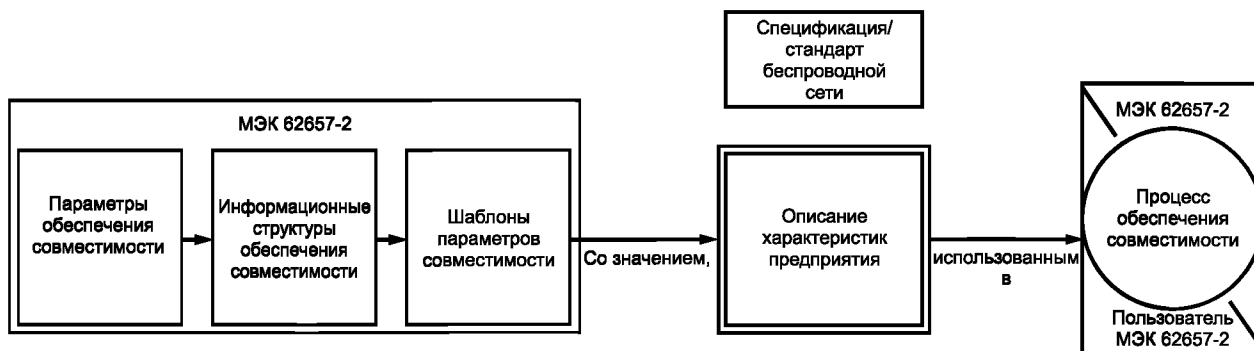 Спецификация/
стандарт
беспроводной
сети
МЭК 62657-2
Параметры
обеспечения
совместимости
Информационные
структуры
обеспечения
совместимости
Шаблоны
параметров
совместимости
Со значением,
Описание
характеристик
предприятия
использованным
в
МЭК 62657-2
Процесс
обеспечения
совместимости
Пользователь
МЭК 62657-2